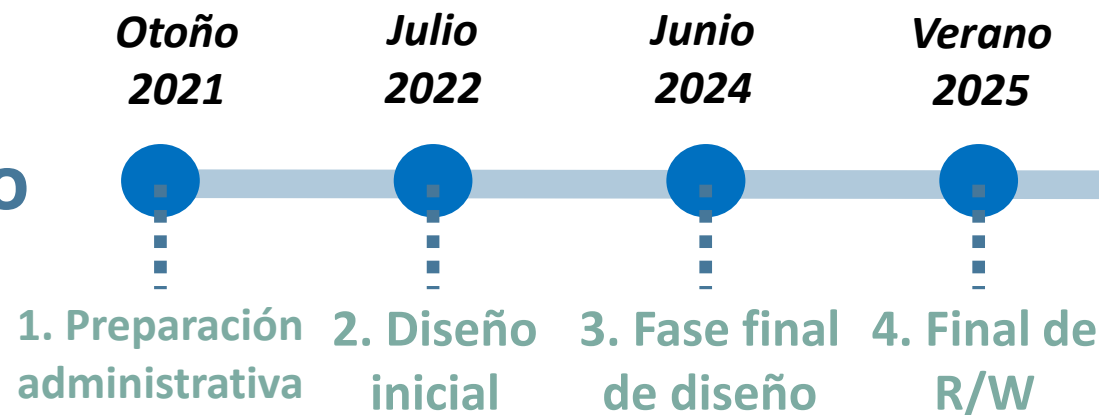 Otoño
2021
Julio
2022
Junio
2024
Verano
2025
o
1. Preparación
administrativa
2. Diseño
inicial
3. Fase final
de diseño
4. Final de
R/W